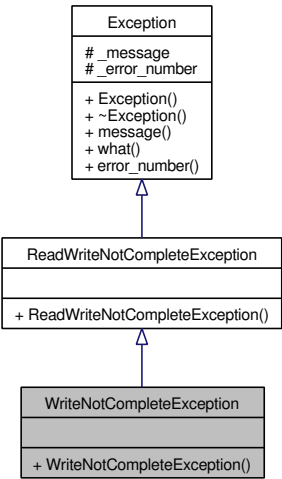 Exception
# _message
# _error_number
+ Exception()
+ ~Exception()
+ message()
+ what()
+ error_number()
ReadWriteNotCompleteException
+ ReadWriteNotCompleteException()
WriteNotCompleteException
+ WriteNotCompleteException()